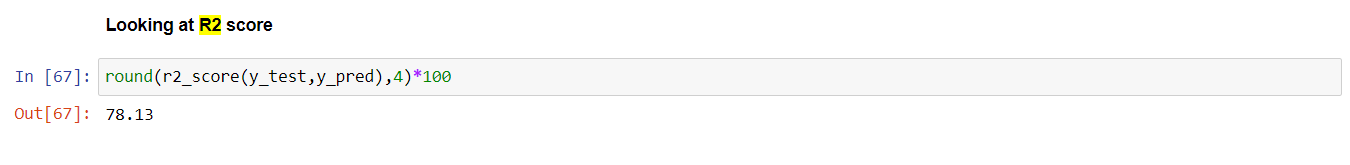 Looking at R2 score
In [67]: round(r2_score(y_test,y_pred),4)*100
Out[67]: 78.13